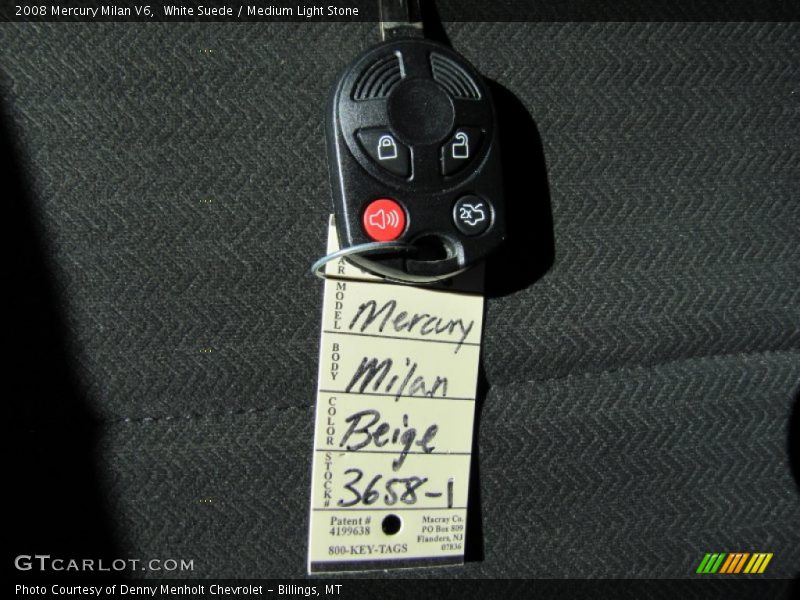 2008 Mercury Milan V6,  White Suede / Medium Light Stone
2x
MODEL Mercury
BODY Milan
COLOR Beige
STOCK# 3658-1
Patent #
4199638
800-KEY-TAGS
Macray Co.
PO Box 809
Flanders, NJ
07836
GTCARLOT.COM
Photo Courtesy of Denny Menholt Chevrolet – Billings, MT